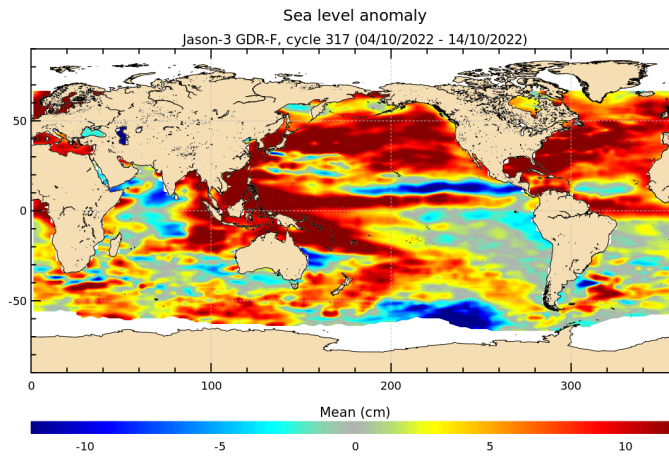 Sea level anomaly
Jason-3 GDR-F, cycle 317 (04/10/2022 - 14/10/2022)
50
0
-50
0 100 200 300
Mean (cm)
-10 -5 0 5 10